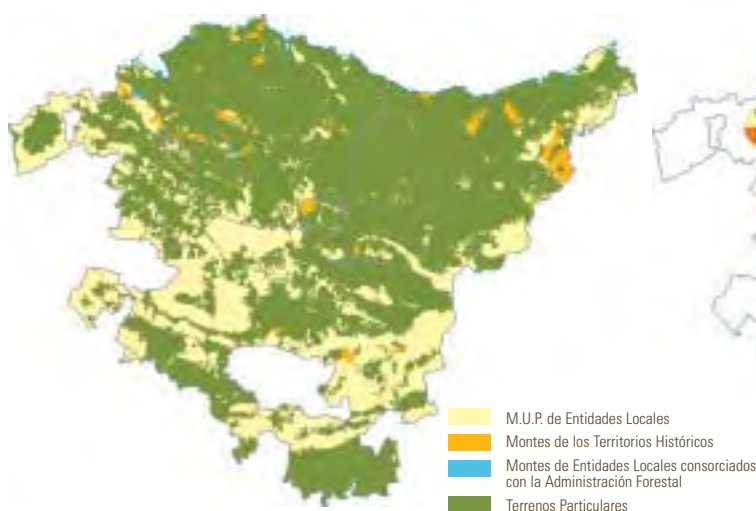 M.U.P. de Entidades Locales
Montes de los Territorios Históricos
Montes de Entidades Locales consorciados
con la Administración Forestal
Terrenos Particulares